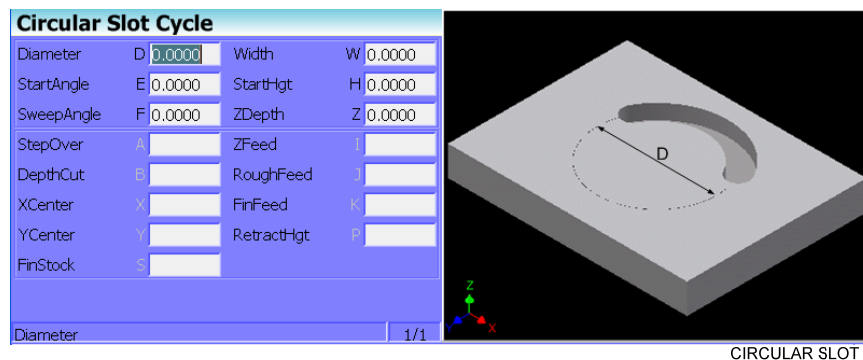 Circular Slot Cycle
Diameter D 0.0000 Width W 0.0000
StartAngle E 0.0000 StartHgt H 0.0000
SweepAngle F 0.0000 ZDepth Z 0.0000
StepOver A ZFeed I
DepthCut B RoughFeed J
XCenter X FinFeed K
YCenter Y RetractHgt P
FinStock S
Diameter 1/1
D
Z
Y X
CIRCULAR SLOT